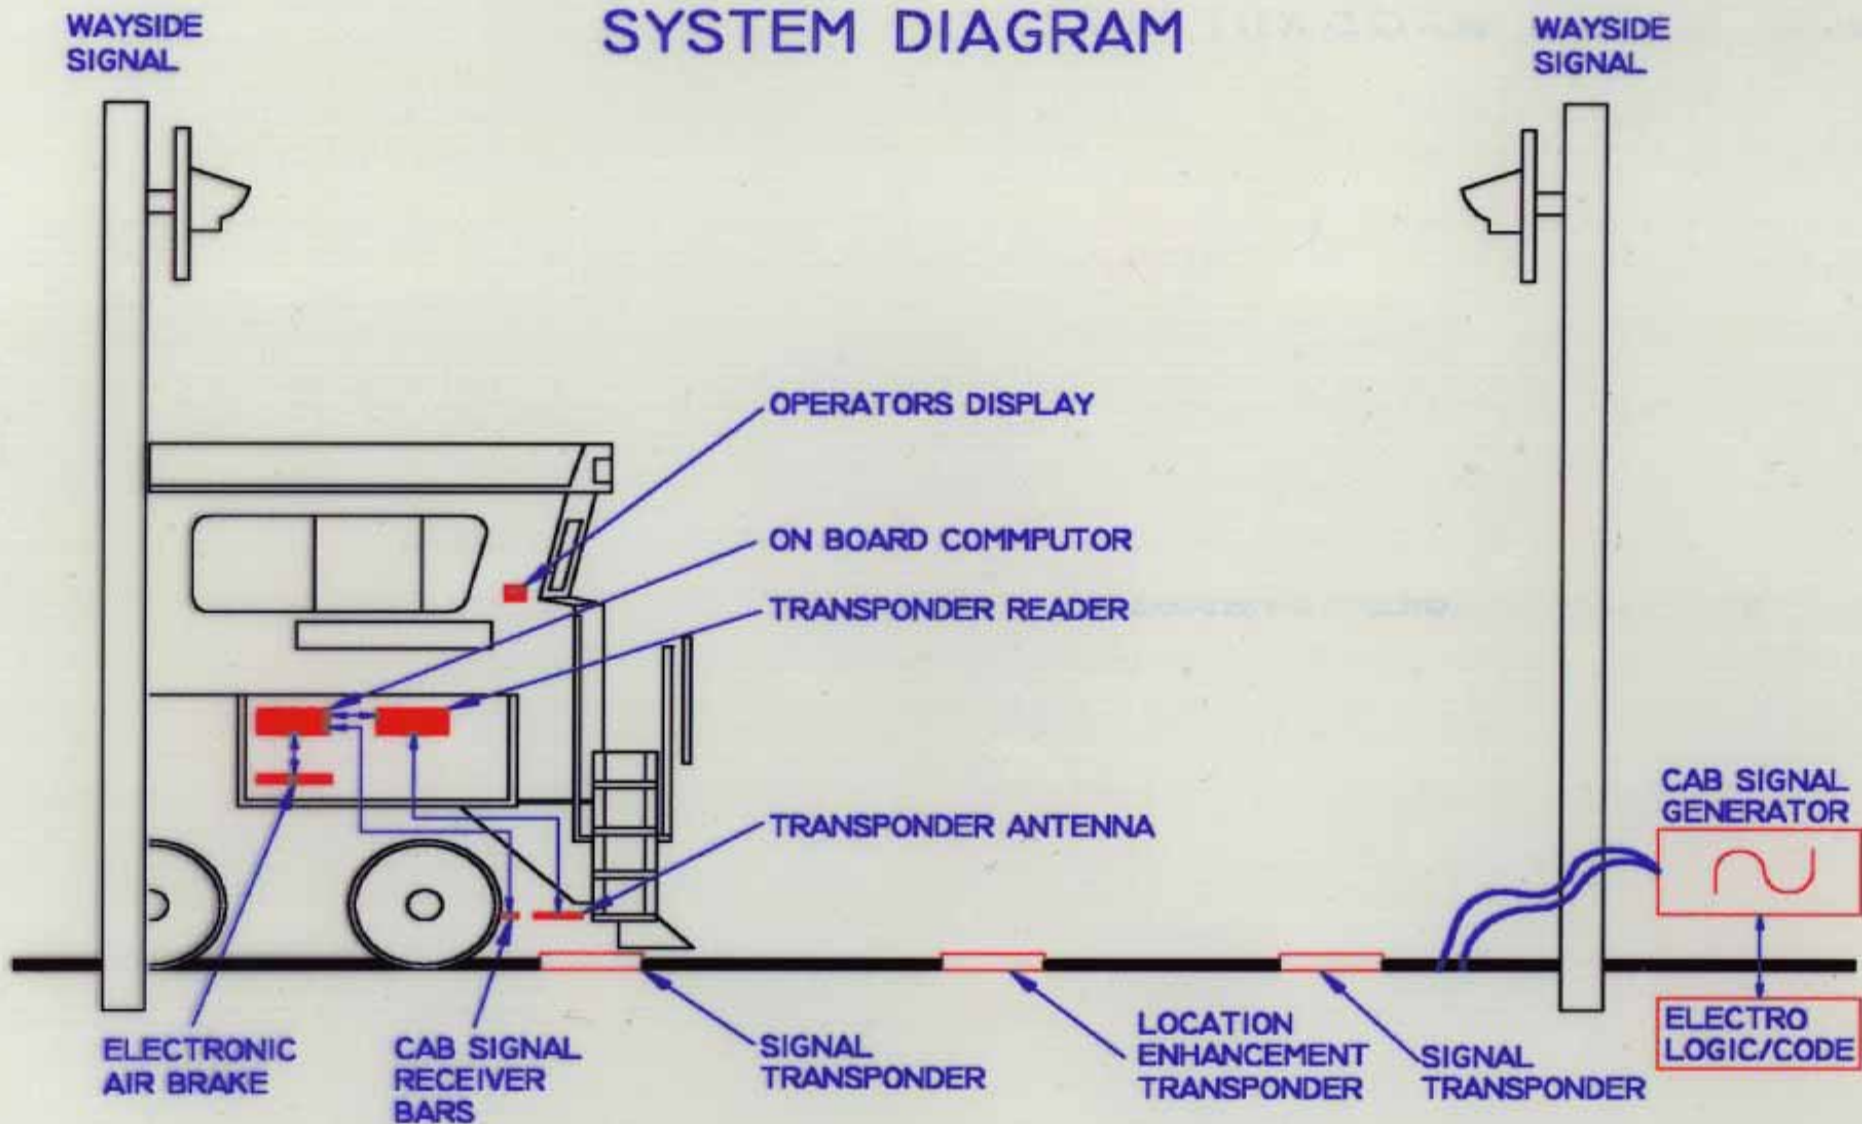 SYSTEM DIAGRAM
WAYSIDE
SIGNAL
WAYSIDE
SIGNAL
OPERATORS DISPLAY
ON BOARD COMMPUTOR
TRANSPONDER READER
TRANSPONDER ANTENNA
CAB SIGNAL
GENERATOR
ELECTRONIC
AIR BRAKE
CAB SIGNAL
RECEIVER
BARS
SIGNAL
TRANSPONDER
LOCATION
ENHANCEMENT
TRANSPONDER
SIGNAL
TRANSPONDER
ELECTRO
LOGIC/CODE